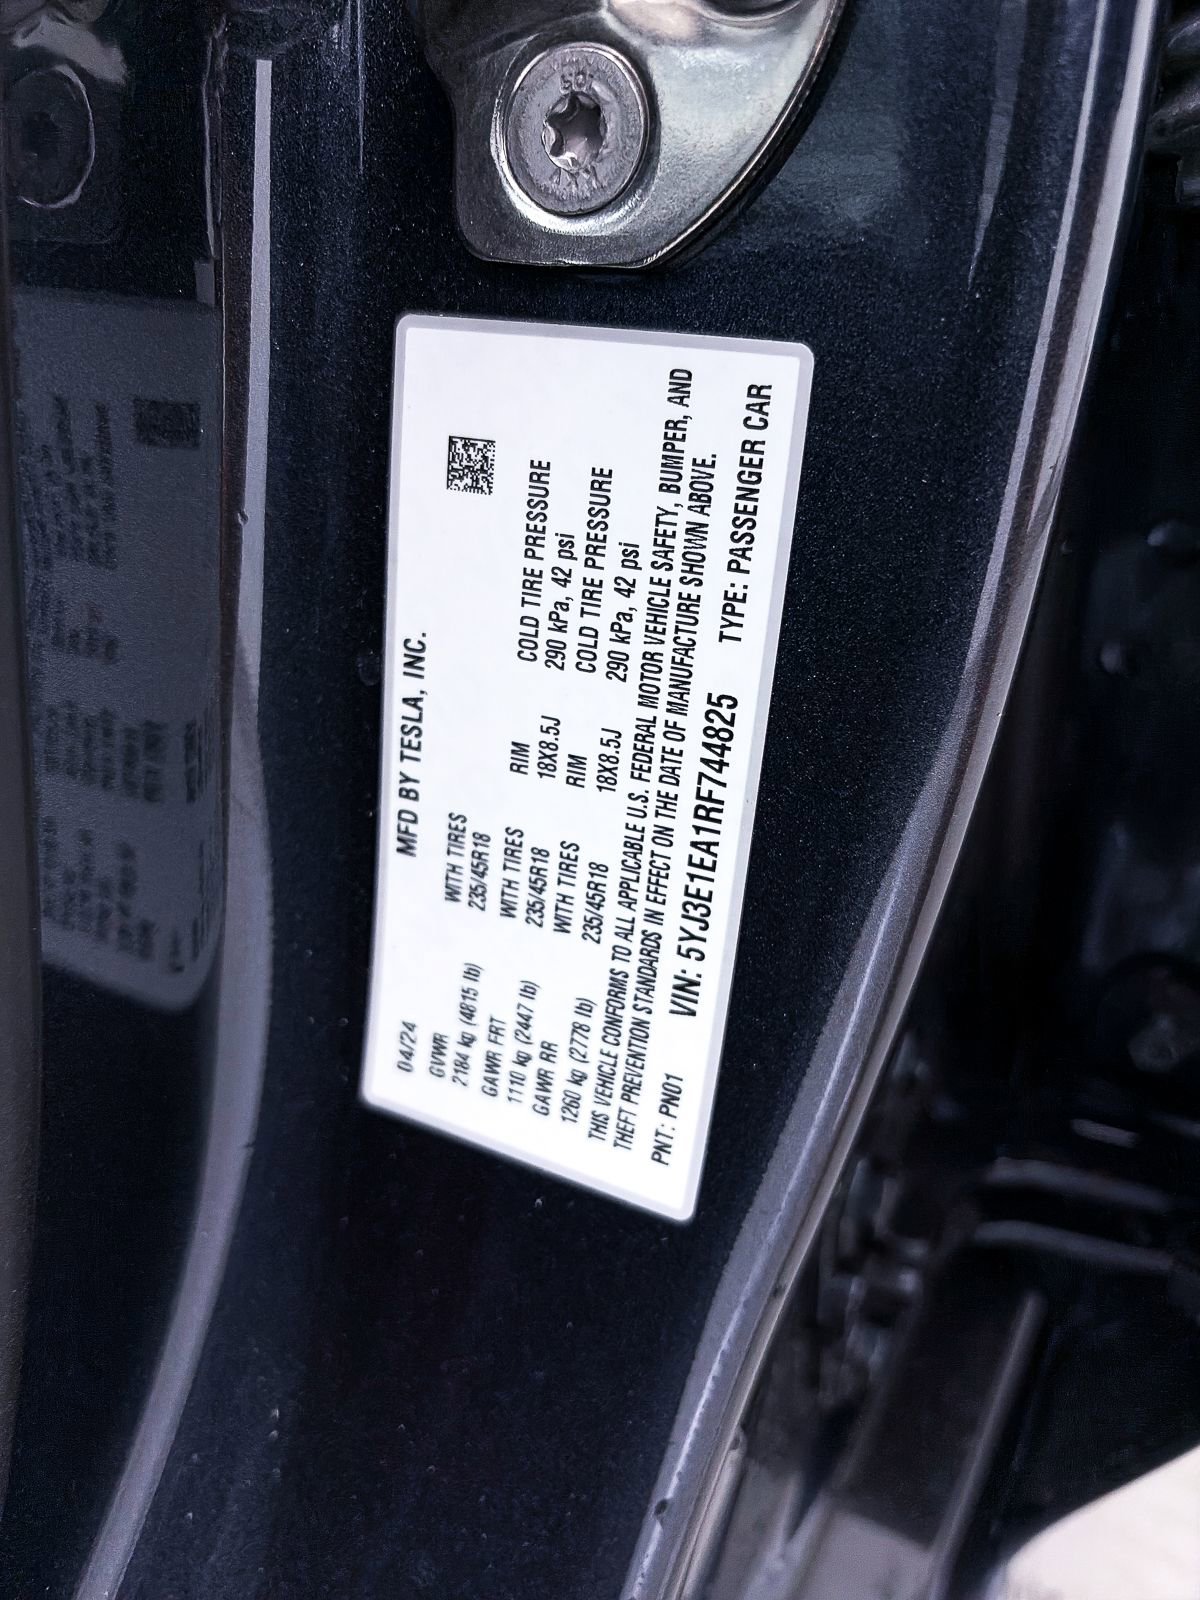 MFD BY TESLA, INC.
04/24
GVWR
2184 kg (4815 lb)
WITH TIRES
235/45R18
GAWR FRT
1110 kg (2447 lb)
WITH TIRES
235/45R18
RIM
18X8.5J
COLD TIRE PRESSURE
290 kPa, 42 psi
GAWR RR
1260 kg (2778 lb)
WITH TIRES
235/45R18
RIM
18X8.5J
COLD TIRE PRESSURE
290 kPa, 42 psi
THIS VEHICLE CONFORMS TO ALL APPLICABLE U.S. FEDERAL MOTOR VEHICLE SAFETY, BUMPER, AND
THEFT PREVENTION STANDARDS IN EFFECT ON THE DATE OF MANUFACTURE SHOWN ABOVE.
PNT: PN01 VIN: 5YJ3E1EA1RF744825 TYPE: PASSENGER CAR